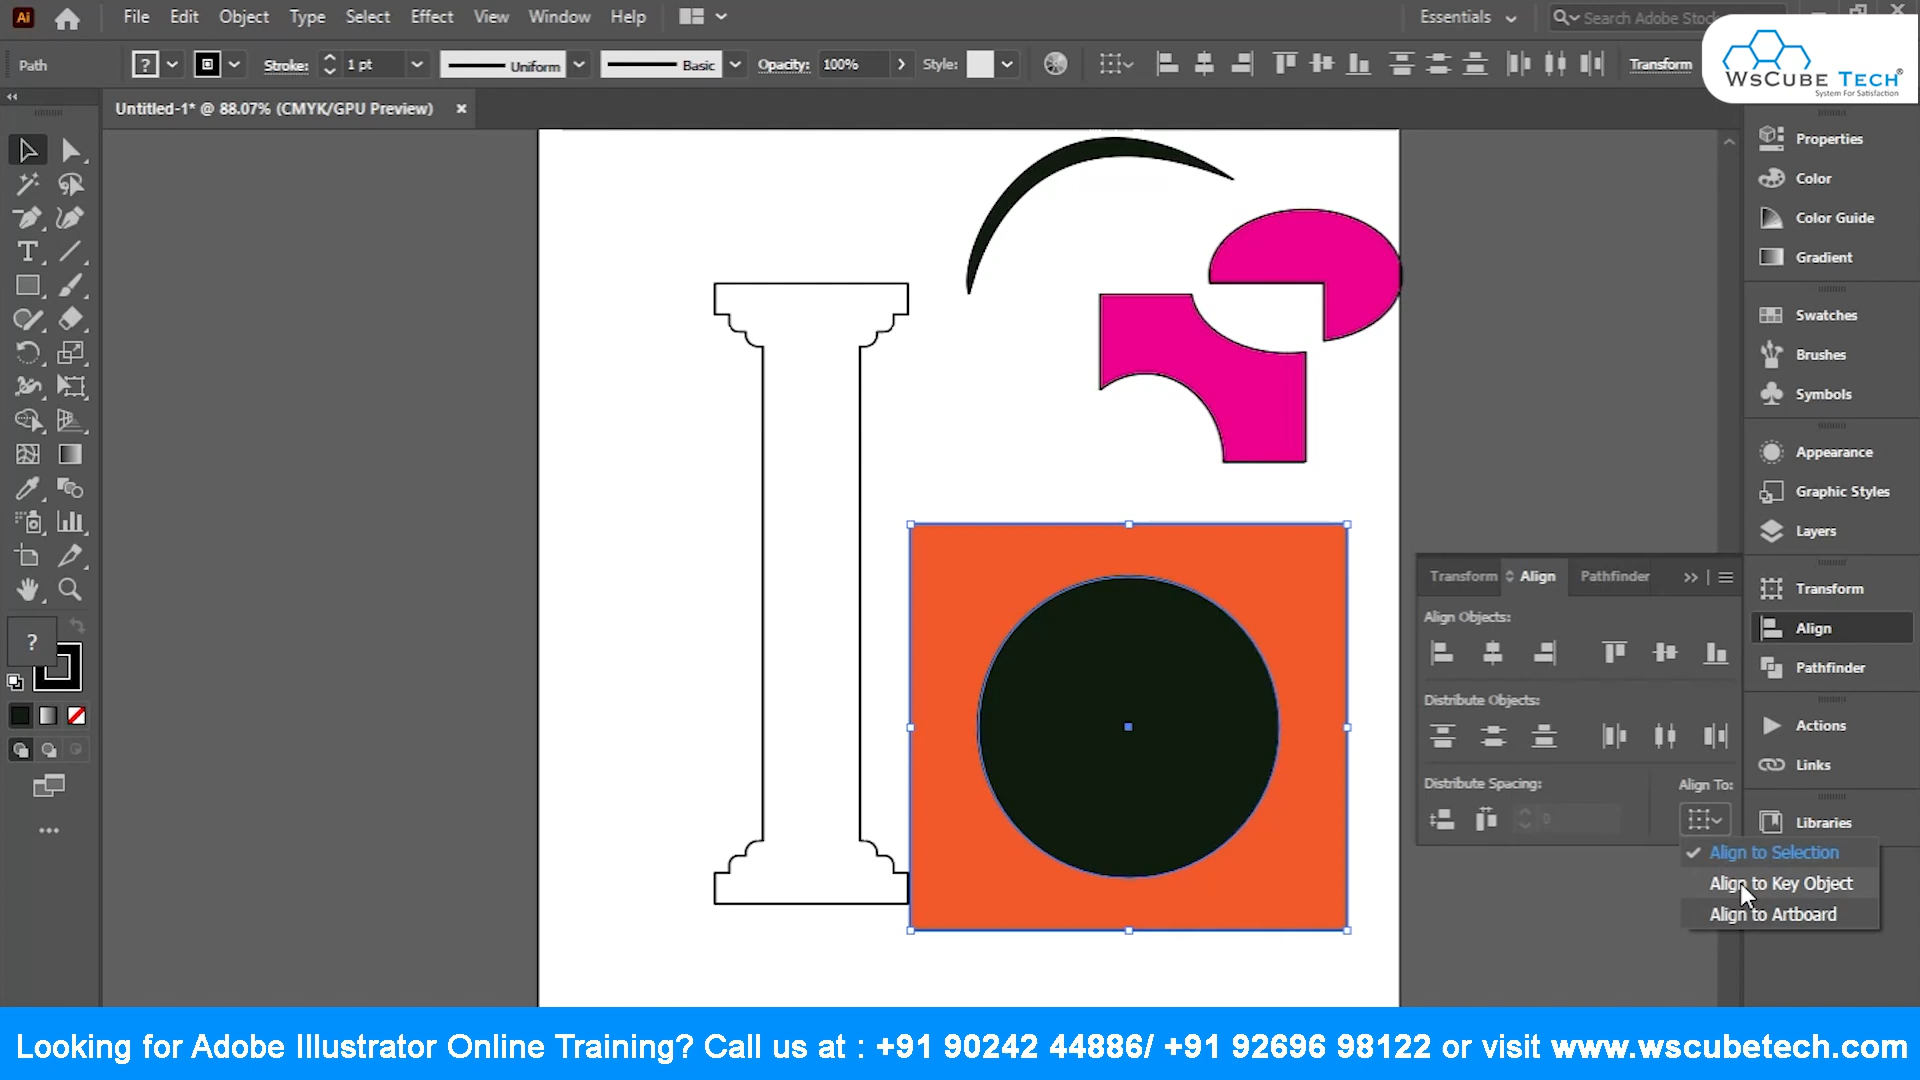 Ai File Edit Object Type Select Effect View Window Help Essentials Search Adobe Stock
WsCube Tech®
System For Satisfaction
Path ? Stroke: 1 pt Uniform Basic Opacity: 100% Style: Transform
Untitled-1* @ 88.07% (CMYK/GPU Preview) ×
Properties
Color
Color Guide
Gradient
Swatches
Brushes
Symbols
Appearance
Graphic Styles
Layers
Transform Align Pathfinder
Align Objects:
Distribute Objects:
Distribute Spacing: Align To:
0
Transform
Align
Pathfinder
Actions
Links
Libraries
Align to Selection
Align to Key Object
Align to Artboard
?
Looking for Adobe Illustrator Online Training? Call us at : +91 90242 44886/ +91 92696 98122 or visit www.wscubetech.com